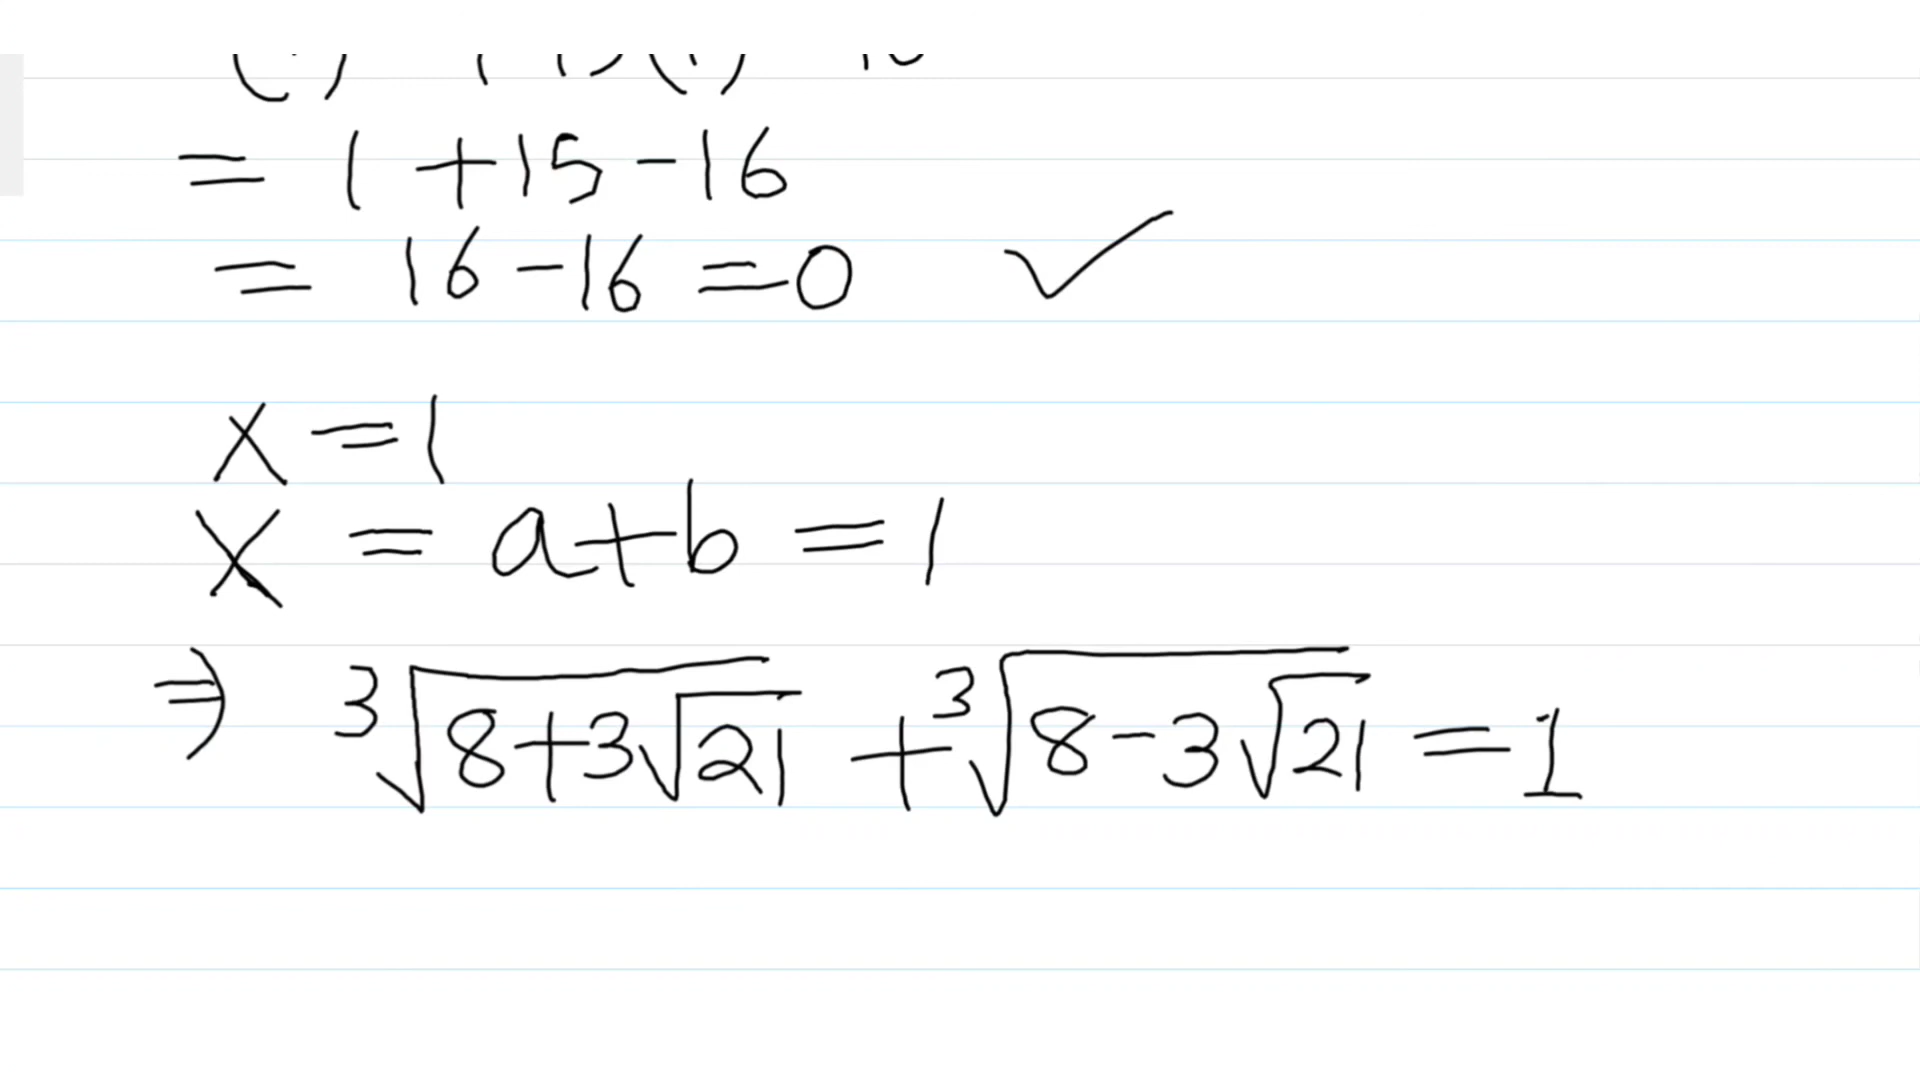 = 1 + 15 - 16
= 16 - 16 = 0 ✓
x = 1
x = a + b = 1
⇒ ∛(8 + 3√21) + ∛(8 - 3√21) = 1